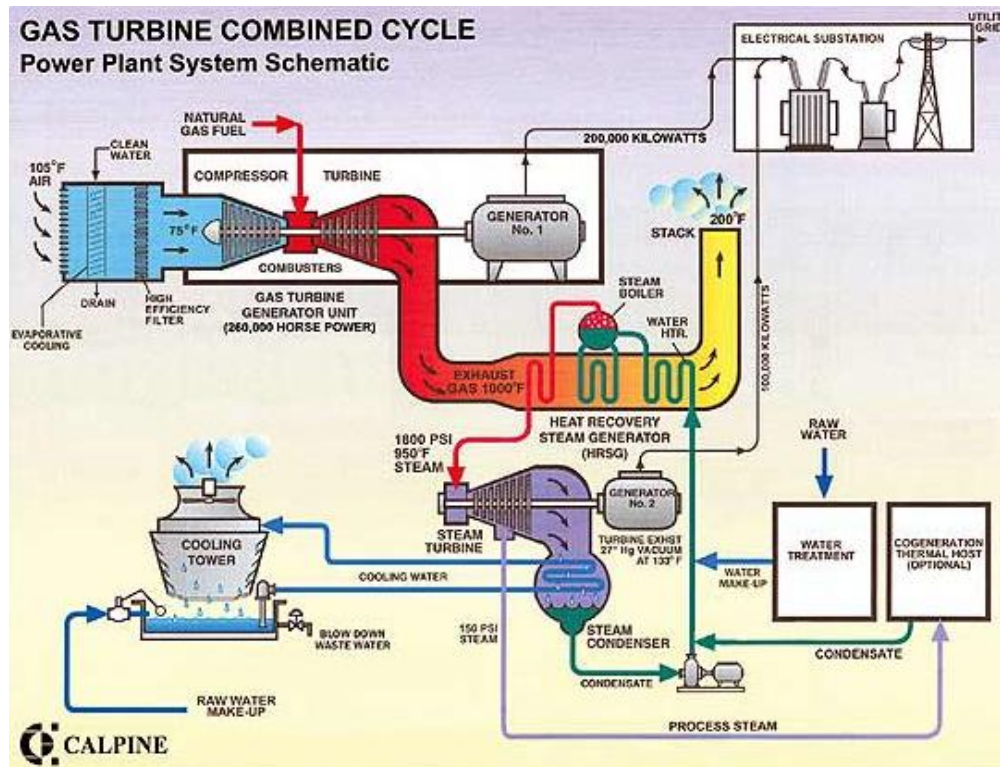 GAS TURBINE COMBINED CYCLE
Power Plant System Schematic
UTILITY
GRID
ELECTRICAL SUBSTATION
NATURAL
GAS FUEL
200,000 KILOWATTS
CLEAN
WATER
105°F
AIR
COMPRESSOR
TURBINE
75°F
GENERATOR
No. 1
200°F
STACK
COMBUSTERS
DRAIN
HIGH
EFFICIENCY
FILTER
EVAPORATIVE
COOLING
GAS TURBINE
GENERATOR UNIT
(260,000 HORSE POWER)
STEAM
BOILER
WATER
HTR.
100,000 KILOWATTS
EXHAUST
GAS 1000°F
HEAT RECOVERY
STEAM GENERATOR
(HRSG)
1800 PSI
950°F
STEAM
RAW
WATER
GENERATOR
No. 2
STEAM
TURBINE
TURBINE EXHST
27" Hg VACUUM
AT 133°F
COOLING
TOWER
COOLING WATER
WATER
TREATMENT
COGENERATION
THERMAL HOST
(OPTIONAL)
WATER
MAKE-UP
150 PSI
STEAM
STEAM
CONDENSER
BLOW DOWN
WASTE WATER
CONDENSATE
CONDENSATE
RAW WATER
MAKE-UP
PROCESS STEAM
CALPINE